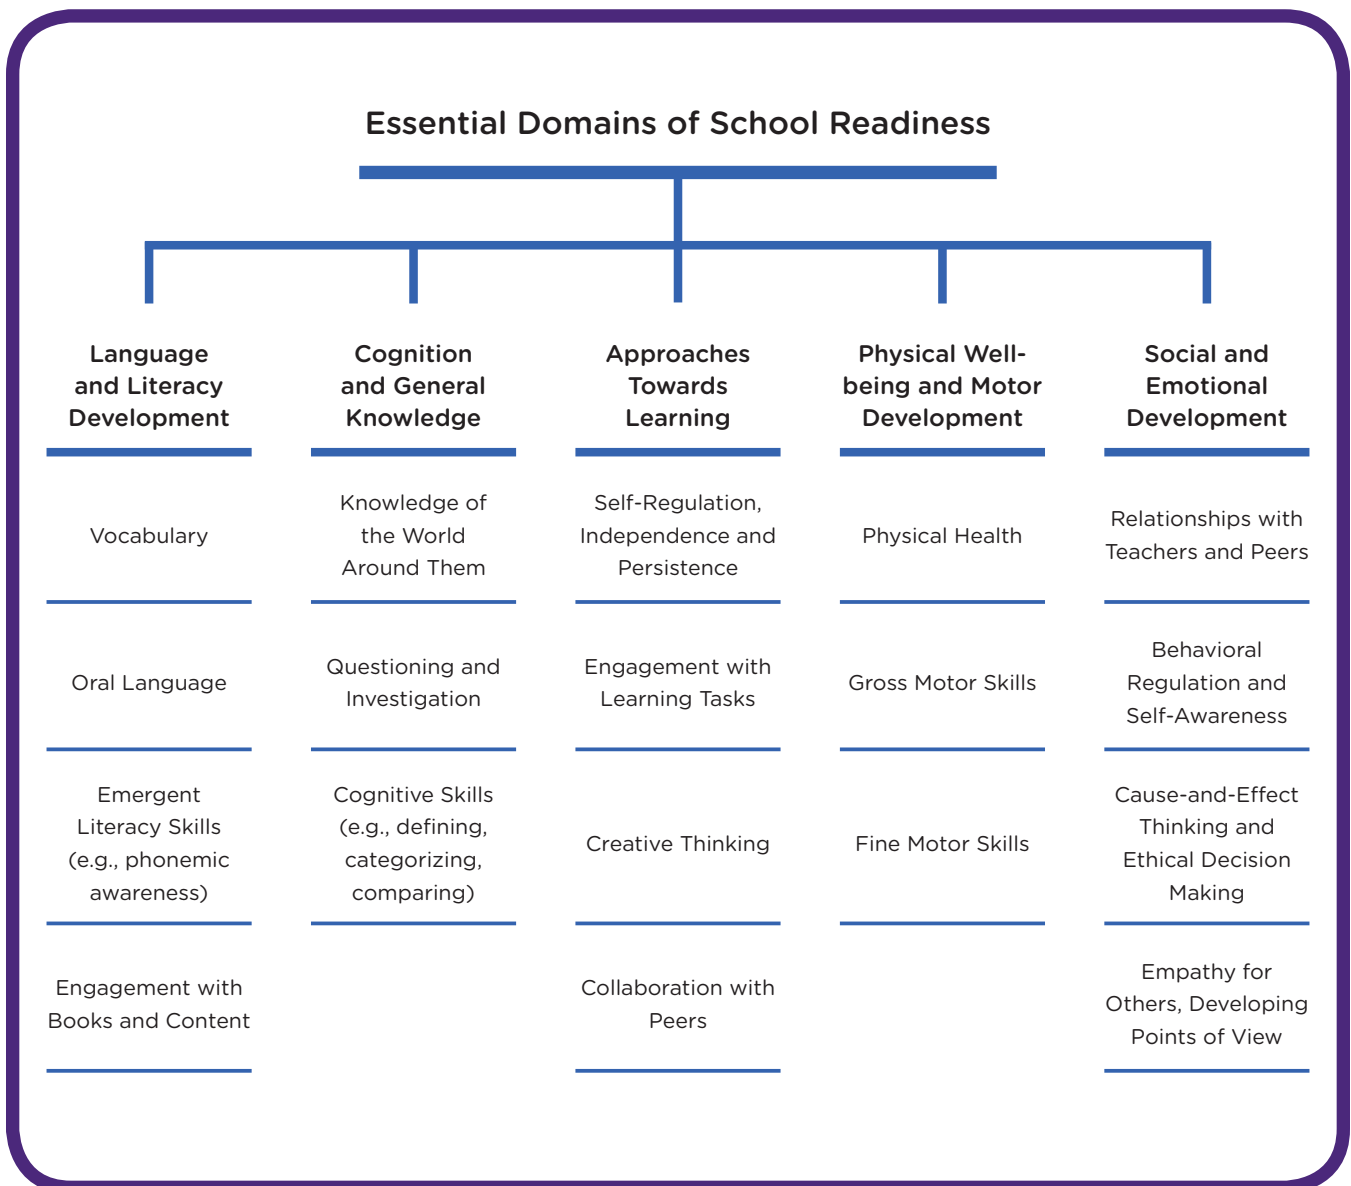 Essential Domains of School Readiness
Language
and Literacy
Development
Vocabulary
Oral Language
Emergent
Literacy Skills
(e.g., phonemic
awareness)
Engagement with
Books and Content
Cognition
and General
Knowledge
Knowledge of
the World
Around Them
Questioning and
Investigation
Cognitive Skills
(e.g., defining,
categorizing,
comparing)
Approaches
Towards
Learning
Self-Regulation,
Independence and
Persistence
Engagement with
Learning Tasks
Creative Thinking
Collaboration with
Peers
Physical Well-
being and Motor
Development
Physical Health
Gross Motor Skills
Fine Motor Skills
Social and
Emotional
Development
Relationships with
Teachers and Peers
Behavioral
Regulation and
Self-Awareness
Cause-and-Effect
Thinking and
Ethical Decision
Making
Empathy for
Others, Developing
Points of View